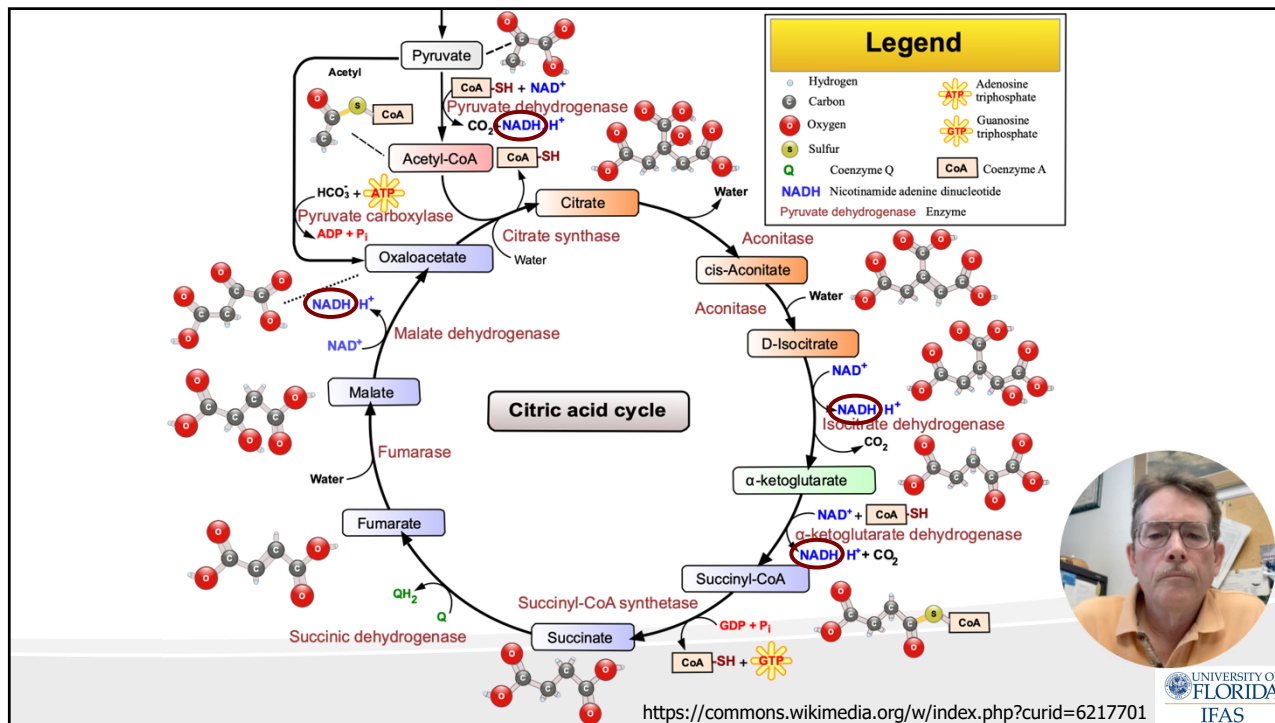 Pyruvate
Acetyl
CoA -SH + NAD⁺
Pyruvate dehydrogenase
CO₂ + NADH H⁺
S CoA
Acetyl-CoA
CoA -SH
HCO₃⁻ + ATP
Pyruvate carboxylase
ADP + Pᵢ
Citrate
Citrate synthase
Water
Oxaloacetate
Water
Aconitase
cis-Aconitate
Water
Aconitase
D-Isocitrate
NAD⁺
NADH H⁺
Isocitrate dehydrogenase
CO₂
α-ketoglutarate
NAD⁺ + CoA -SH
α-ketoglutarate dehydrogenase
NADH H⁺ + CO₂
Succinyl-CoA
S CoA
Succinyl-CoA synthetase
GDP + Pᵢ
CoA -SH + GTP
Succinate
QH₂
Q
Succinic dehydrogenase
Fumarate
Water
Fumarase
Malate
NAD⁺
Malate dehydrogenase
NADH H⁺
Citric acid cycle
Legend
Hydrogen
C Carbon
O Oxygen
S Sulfur
Q Coenzyme Q
NADH Nicotinamide adenine dinucleotide
Pyruvate dehydrogenase Enzyme
ATP Adenosine
triphosphate
GTP Guanosine
triphosphate
CoA Coenzyme A
https://commons.wikimedia.org/w/index.php?curid=6217701
UNIVERSITY OF
FLORIDA
IFAS